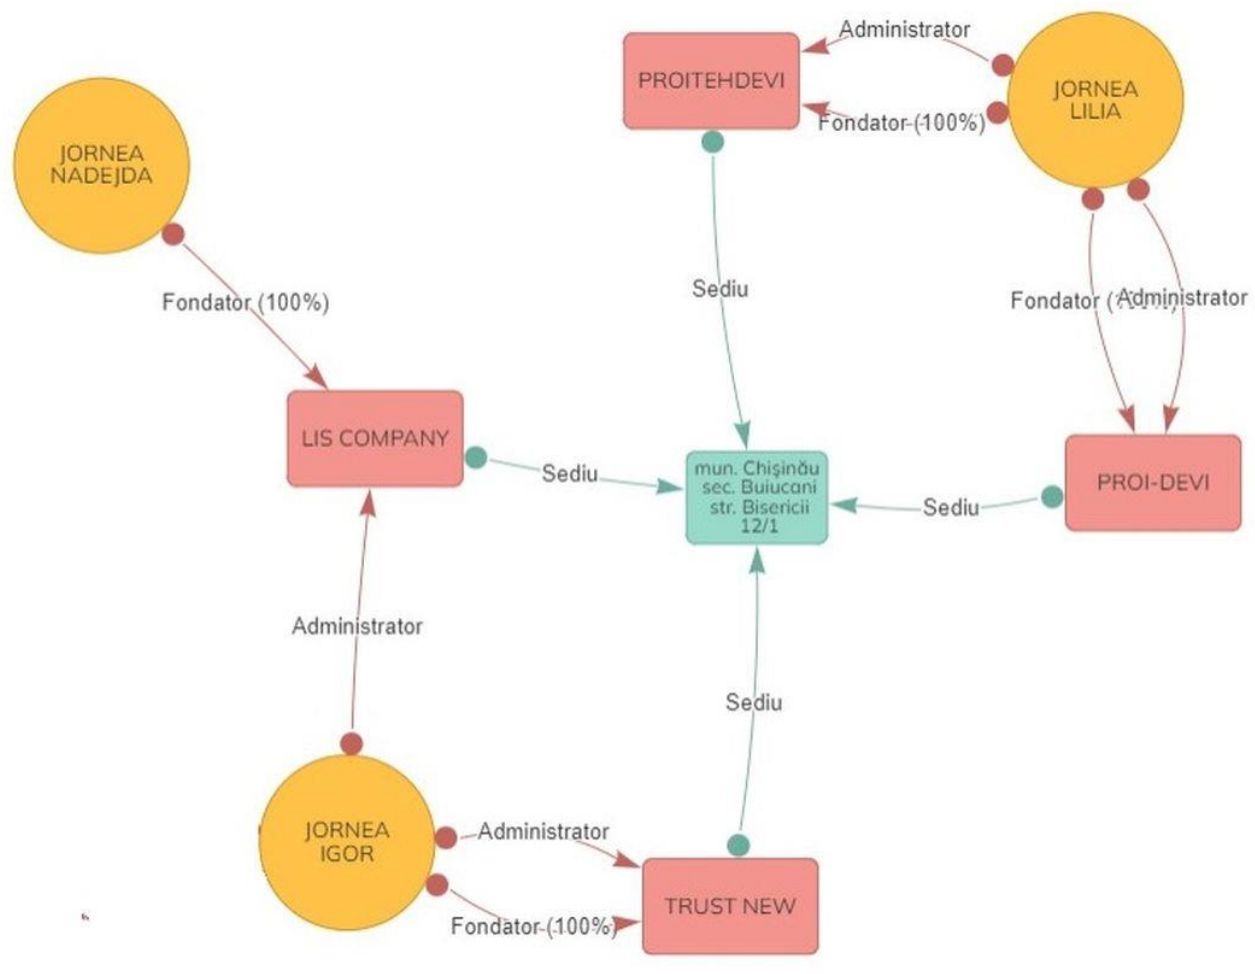 Administrator
PROITEHDEVI
JORNEA
LILIA
Fondator (100%)
JORNEA
NADEJDA
Sediu
Fondator (100%)
Fondator (
Administrator
LIS COMPANY
Sediu
mun. Chişinău
sec. Buiucani
str. Bisericii
12/1
Sediu
PROI-DEVI
Administrator
Sediu
JORNEA
IGOR
Administrator
Fondator (100%)
TRUST NEW